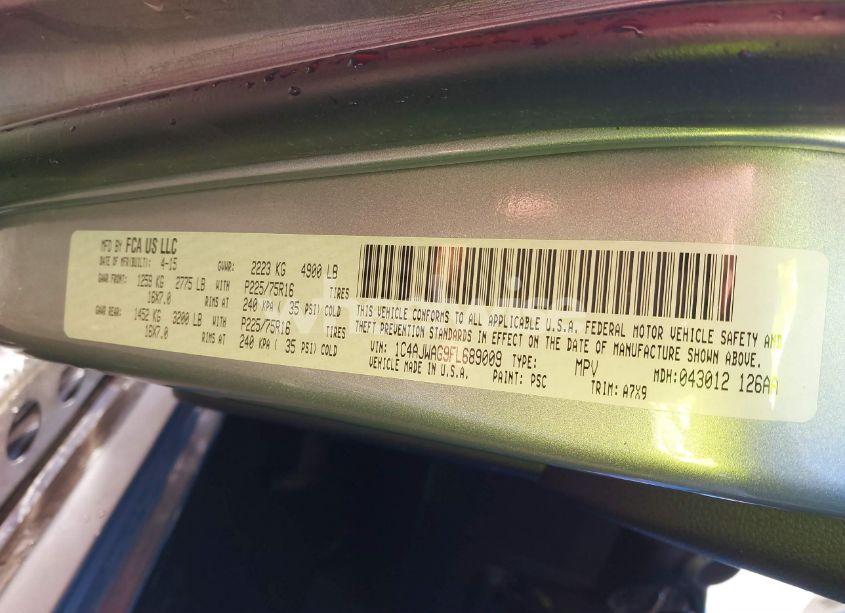 MFD BY FCA US LLC
DATE OF MFR(BUILT): 4-15 GVWR: 2223 KG 4900 LB
GAWR FRONT: 1259 KG 2775 LB WITH P225/75R16 TIRES
16X7.0 RIMS AT 240 KPA ( 35 PSI) COLD
GAWR REAR: 1452 KG 3200 LB WITH P225/75R16 TIRES
16X7.0 RIMS AT 240 KPA ( 35 PSI) COLD
THIS VEHICLE CONFORMS TO ALL APPLICABLE U.S.A. FEDERAL MOTOR VEHICLE SAFETY AND
THEFT PREVENTION STANDARDS IN EFFECT ON THE DATE OF MANUFACTURE SHOWN ABOVE.
VIN: 1C4AJWAG9FL689009 TYPE: MPV MDH:043012 126AA
VEHICLE MADE IN U.S.A. PAINT: PSC TRIM: A7X9